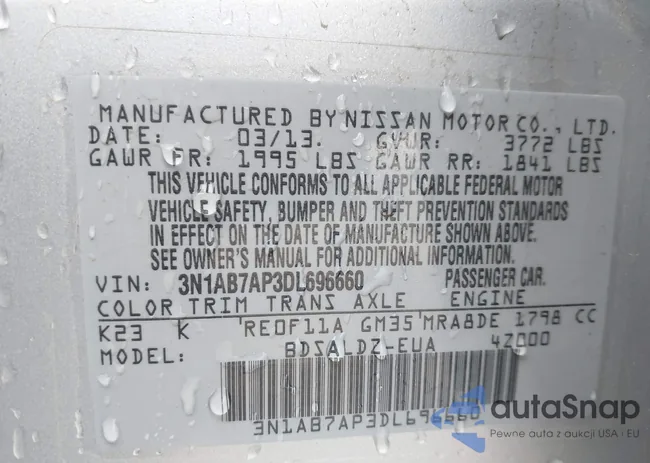 MANUFACTURED BY NISSAN MOTOR CO., LTD.
DATE: 03/13. GVWR: 3772 LBS
GAWR FR: 1995 LBS GAWR RR: 1841 LBS
THIS VEHICLE CONFORMS TO ALL APPLICABLE FEDERAL MOTOR
VEHICLE SAFETY, BUMPER AND THEFT PREVENTION STANDARDS
IN EFFECT ON THE DATE OF MANUFACTURE SHOWN ABOVE.
SEE OWNER'S MANUAL FOR ADDITIONAL INFORMATION.
VIN: 3N1AB7AP3DL696660 PASSENGER CAR.
COLOR TRIM TRANS AXLE ENGINE
K23 K RE0F11A GM35 MRA8DE 1798 CC
MODEL: BDSALDZ-EUA 4Z000
3N1AB7AP3DL696660
autoSnap
Pewne auta z aukcji USA i EU